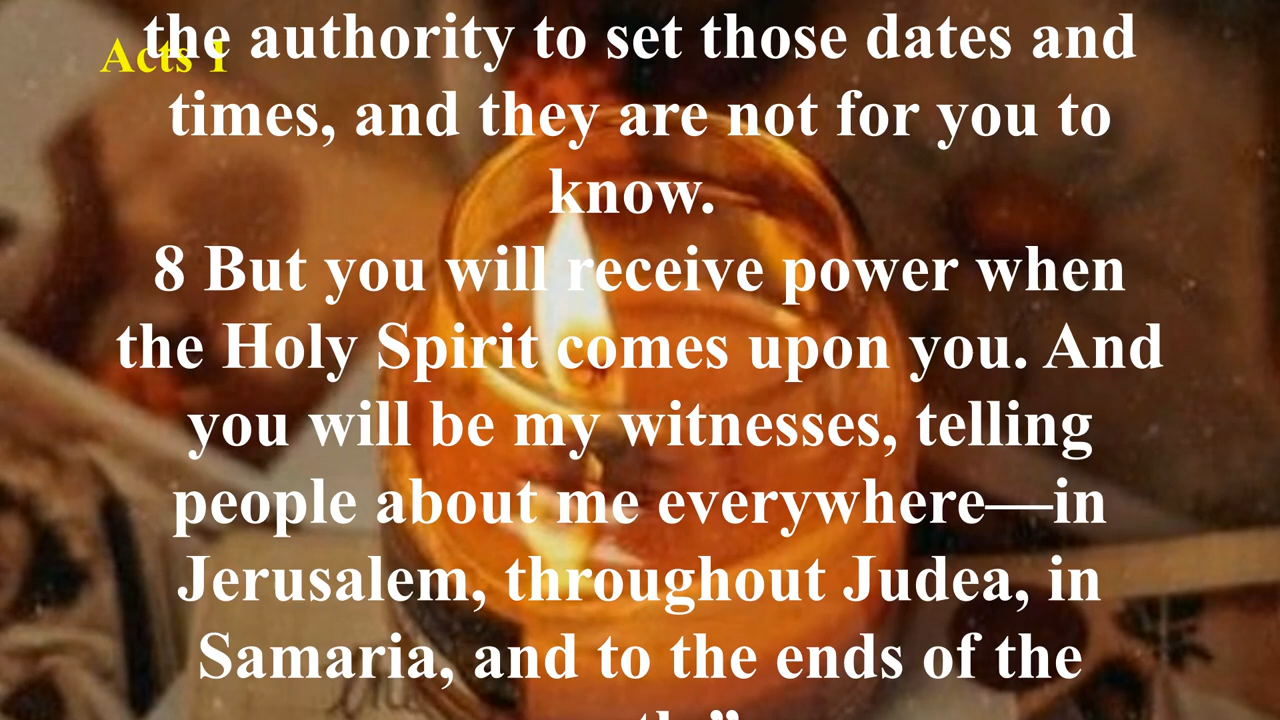 Acts 1
the authority to set those dates and
times, and they are not for you to
know.
8 But you will receive power when
the Holy Spirit comes upon you. And
you will be my witnesses, telling
people about me everywhere—in
Jerusalem, throughout Judea, in
Samaria, and to the ends of the